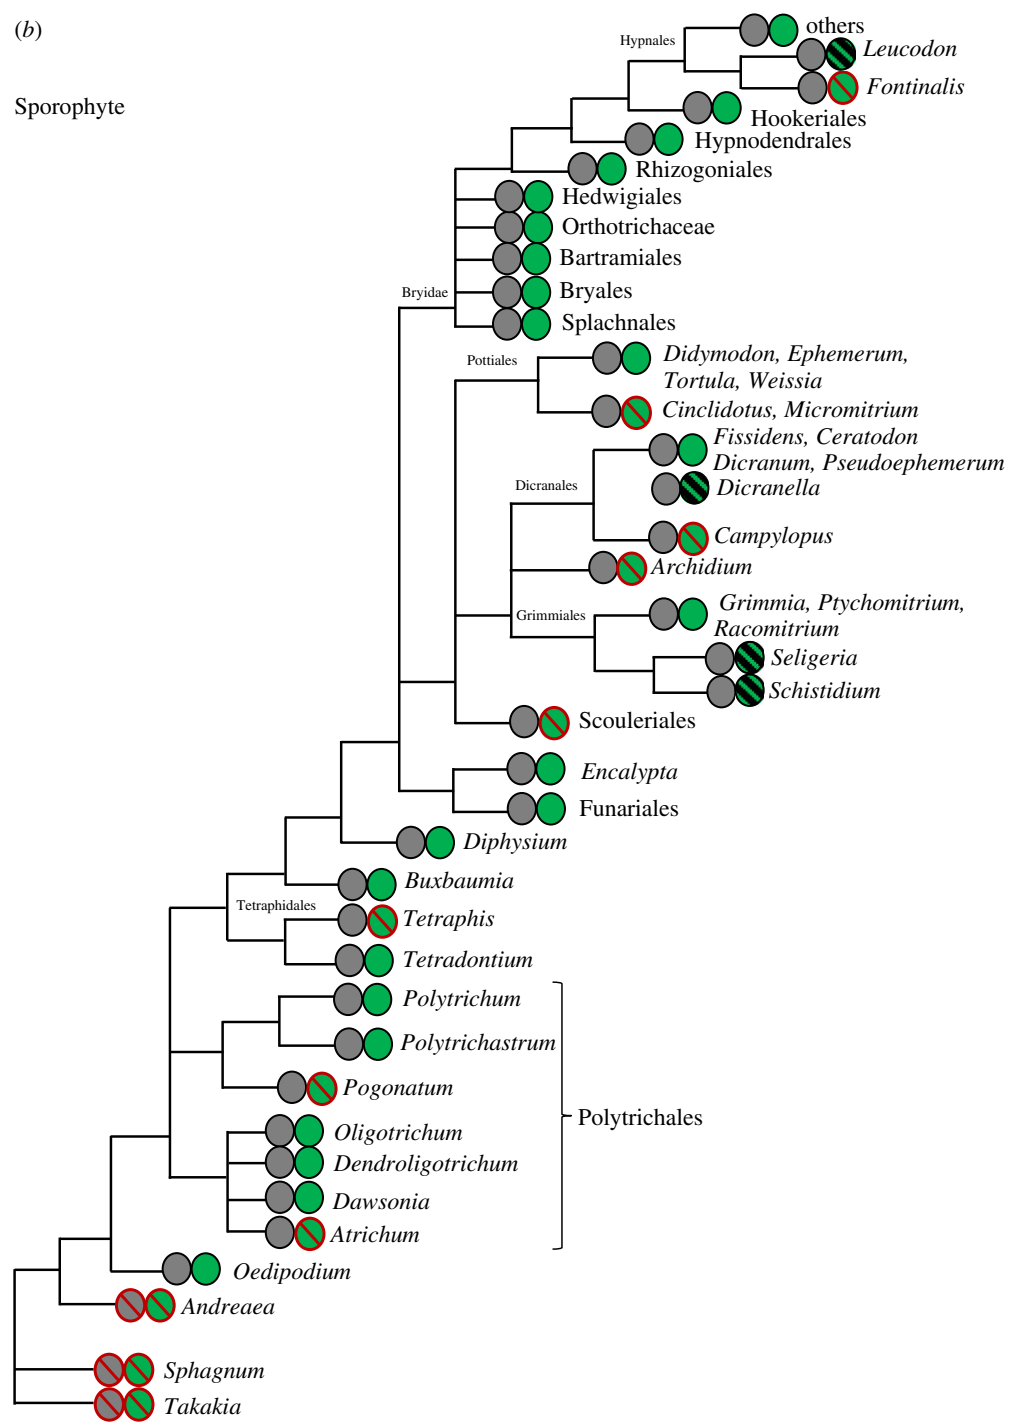 (b)
others
Hypnales
Leucodon
Fontinalis
Sporophyte
Hookeriales
Hypnodendrales
Rhizogoniales
Hedwigiales
Orthotrichaceae
Bartramiales
Bryidae
Bryales
Splachnales
Pottiales
Didymodon, Ephemerum,
Tortula, Weissia
Cinclidotus, Micromitrium
Fissidens, Ceratodon
Dicranum, Pseudoephemerum
Dicranales
Dicranella
Campylopus
Archidium
Grimmiales
Grimmia, Ptychomitrium,
Racomitrium
Seligeria
Schistidium
Scouleriales
Encalypta
Funariales
Diphysium
Buxbaumia
Tetraphidales
Tetraphis
Tetradontium
Polytrichum
Polytrichastrum
Pogonatum
Polytrichales
Oligotrichum
Dendroligotrichum
Dawsonia
Atrichum
Oedipodium
Andreaea
Sphagnum
Takakia